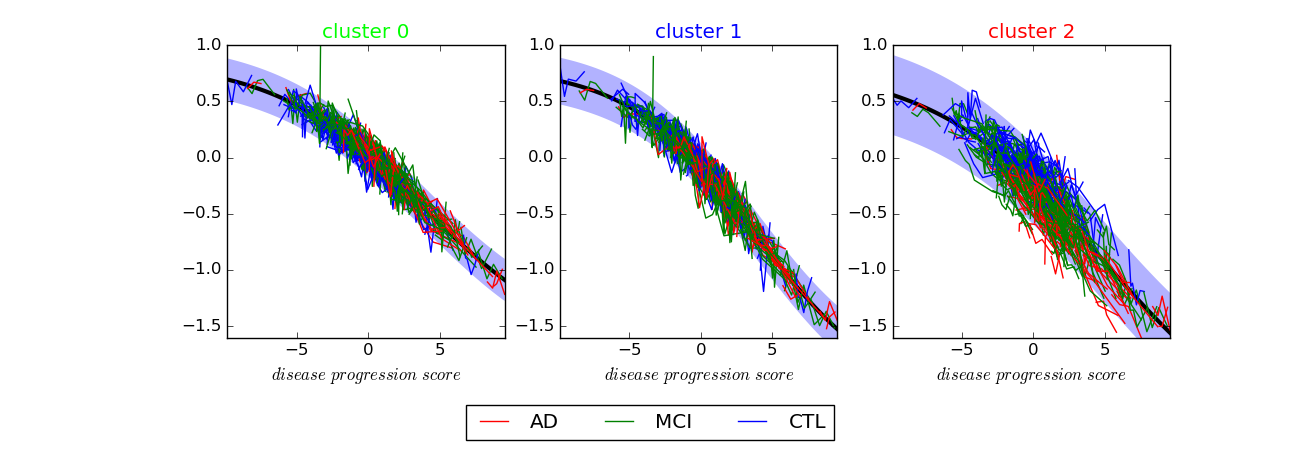 cluster 0 cluster 1 cluster 2
1.0 1.0 1.0
0.5 0.5 0.5
0.0 0.0 0.0
−0.5 −0.5 −0.5
−1.0 −1.0 −1.0
−1.5 −1.5 −1.5
−5 0 5 −5 0 5 −5 0 5
disease progression score disease progression score disease progression score
AD MCI CTL